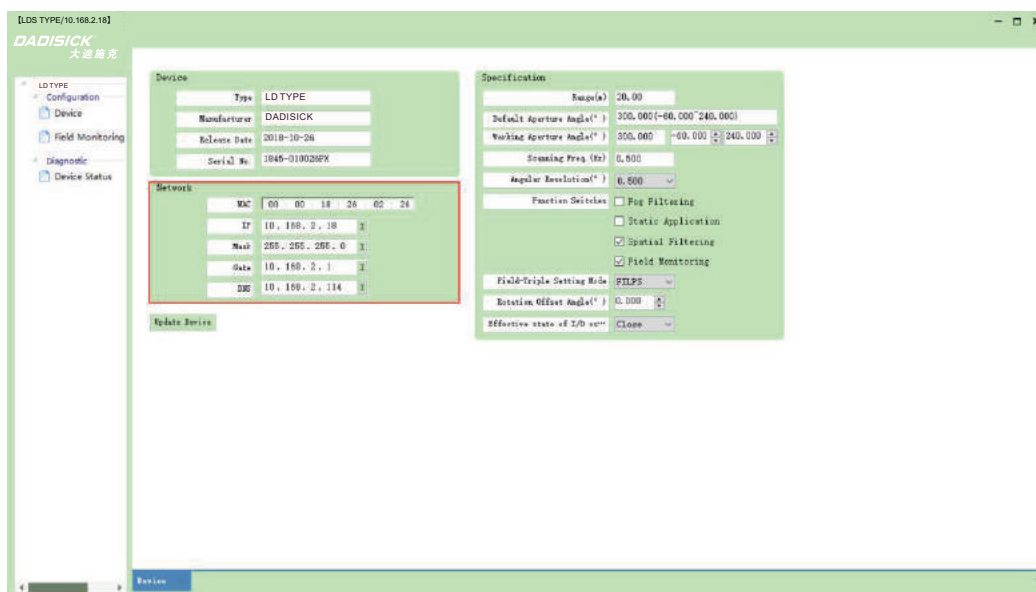 【LDS TYPE/10.168.2.18】
DADISICK
大迪施克
LD TYPE
Configuration
Device
Field Monitoring
Diagnostic
Device Status
Device
Type LD TYPE
Manufacturer DADISICK
Release Date 2018-10-26
Serial No.
Network
MAC 00 00 18 26 02 26
IP 10. 168. 2. 18
Mask 255. 255. 255. 0
Gate 10. 168. 2. 1
DNS 10. 168. 2. 114
Update Device
Specification
Range(m) 20.00
Default Aperture Angle(° ) 300.000(-60.000~240.000)
Working Aperture Angle(° ) 300.000 -60.000 240.000
Scanning Freq. (Hz)
Angular Resolution(° ) 0.500
Function Switches Fog Filtering
Static Application
Spatial Filtering
Field Monitoring
Field-Triple Setting Mode
Rotation Offset Angle(° ) 0.000
Effective state of I/O se… Close
Device